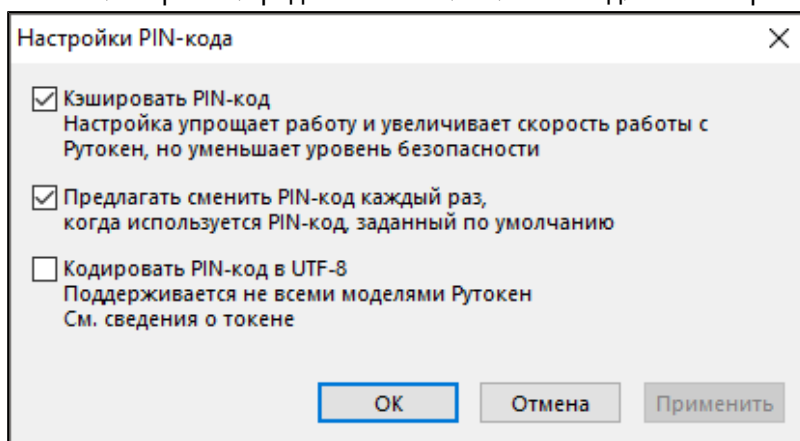 Настройки PIN-кода
Кэшировать PIN-код
Настройка упрощает работу и увеличивает скорость работы с
Рутокен, но уменьшает уровень безопасности
Предлагать сменить PIN-код каждый раз,
когда используется PIN-код, заданный по умолчанию
Кодировать PIN-код в UTF-8
Поддерживается не всеми моделями Рутокен
См. сведения о токене
ОК
Отмена
Применить